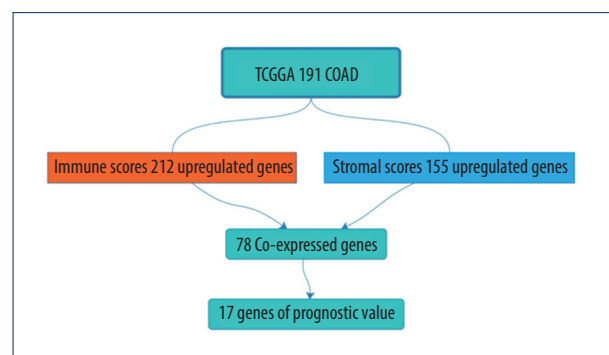 TCGGA 191 COAD
Immune scores 212 upregulated genes
Stromal scores 155 upregulated genes
78 Co-expressed genes
17 genes of prognostic value